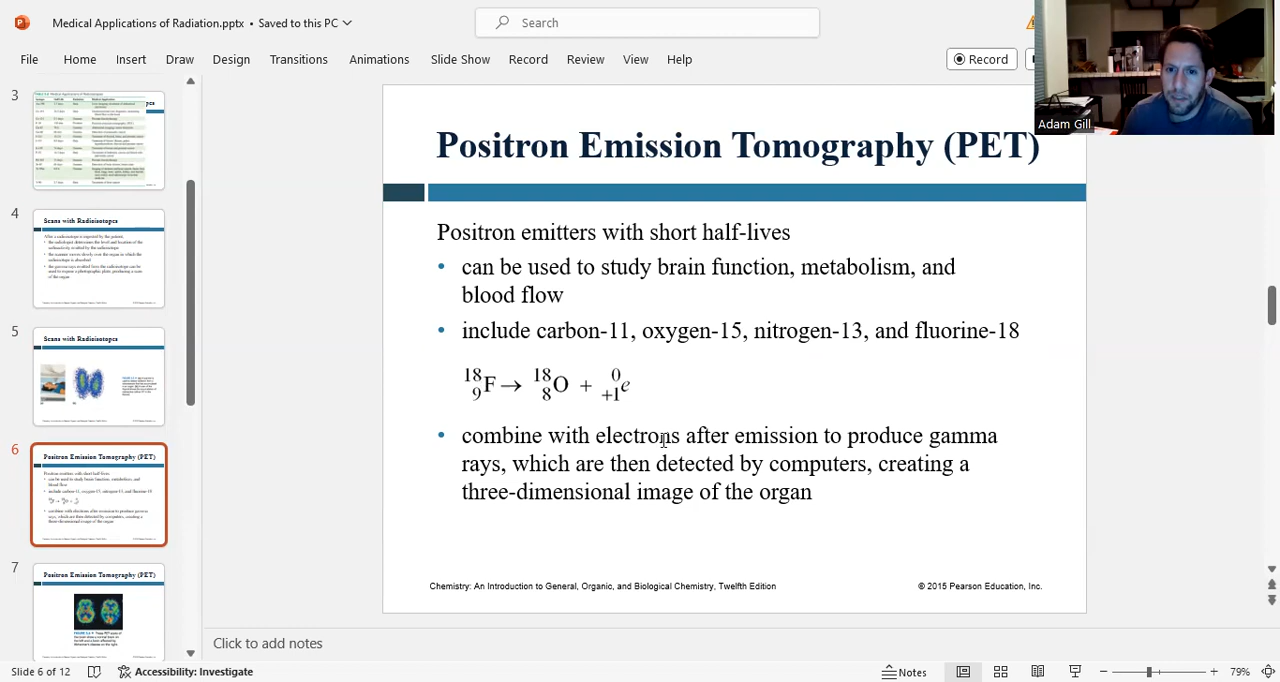 Medical Applications of Radiation.pptx • Saved to this PC
Search
File Home Insert Draw Design Transitions Animations Slide Show Record Review View Help
Record
Adam Gill
3
4
Scans with Radioisotopes
5
Scans with Radioisotopes
6
Positron Emission Tomography (PET)
7
Positron Emission Tomography (PET)
Positron Emission Tomography (PET)
Positron emitters with short half-lives
• can be used to study brain function, metabolism, and
blood flow
• include carbon-11, oxygen-15, nitrogen-13, and fluorine-18
¹⁸₉F → ¹⁸₈O + ⁰₊₁e
• combine with electrons after emission to produce gamma
rays, which are then detected by computers, creating a
three-dimensional image of the organ
Chemistry: An Introduction to General, Organic, and Biological Chemistry, Twelfth Edition
© 2015 Pearson Education, Inc.
Click to add notes
Slide 6 of 12
Accessibility: Investigate
Notes
79%